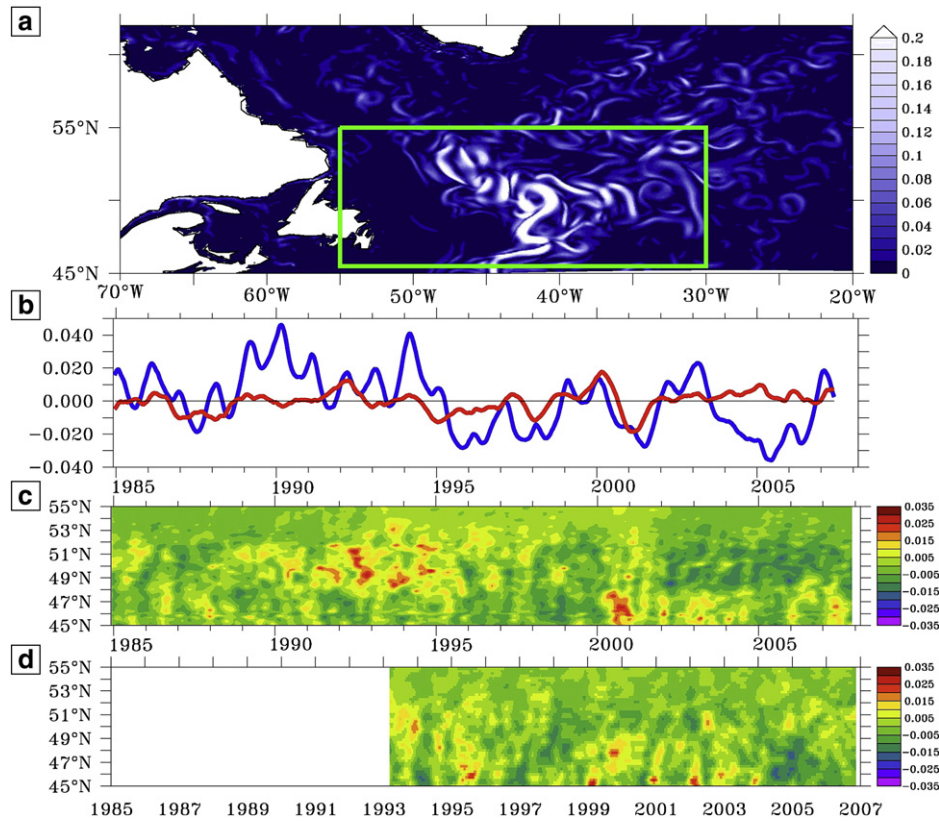 a
55°N
45°N
70°W 60°W 50°W 40°W 30°W 20°W
0.2
0.18
0.16
0.14
0.12
0.1
0.08
0.06
0.04
0.02
0
b
0.040
0.020
0.000
−0.020
−0.040
1985 1990 1995 2000 2005
c
55°N
53°N
51°N
49°N
47°N
45°N
0.035
0.025
0.015
0.005
−0.005
−0.015
−0.025
−0.035
1985 1990 1995 2000 2005
d
55°N
53°N
51°N
49°N
47°N
45°N
0.035
0.025
0.015
0.005
−0.005
−0.015
−0.025
−0.035
1985 1987 1989 1991 1993 1995 1997 1999 2001 2003 2005 2007